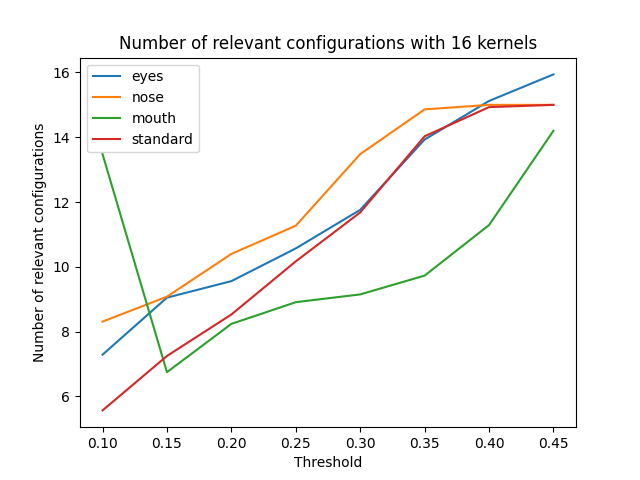 Number of relevant configurations with 16 kernels
eyes
nose
mouth
standard
Number of relevant configurations
16
14
12
10
8
6
0.10 0.15 0.20 0.25 0.30 0.35 0.40 0.45
Threshold